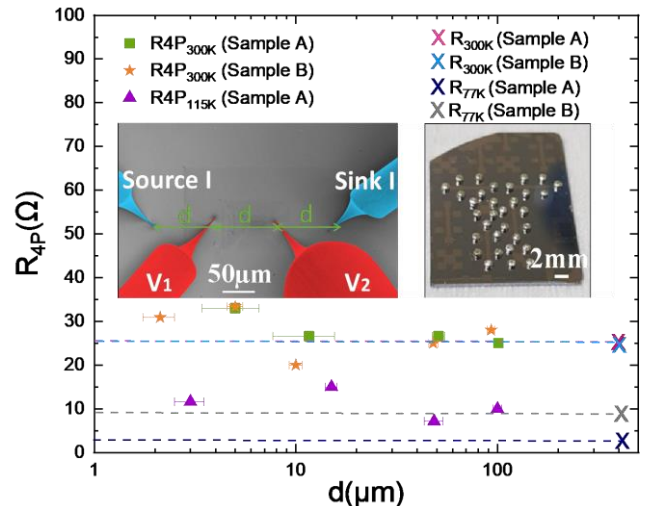 100
90
80
70
60
50
40
30
20
10
0
R4P(Ω)
R4P300K (Sample A)
R4P300K (Sample B)
R4P115K (Sample A)
R300K (Sample A)
R300K (Sample B)
R77K (Sample A)
R77K (Sample B)
Source I
Sink I
d d d
V1
50μm
V2
2mm
1 10 100
d(μm)